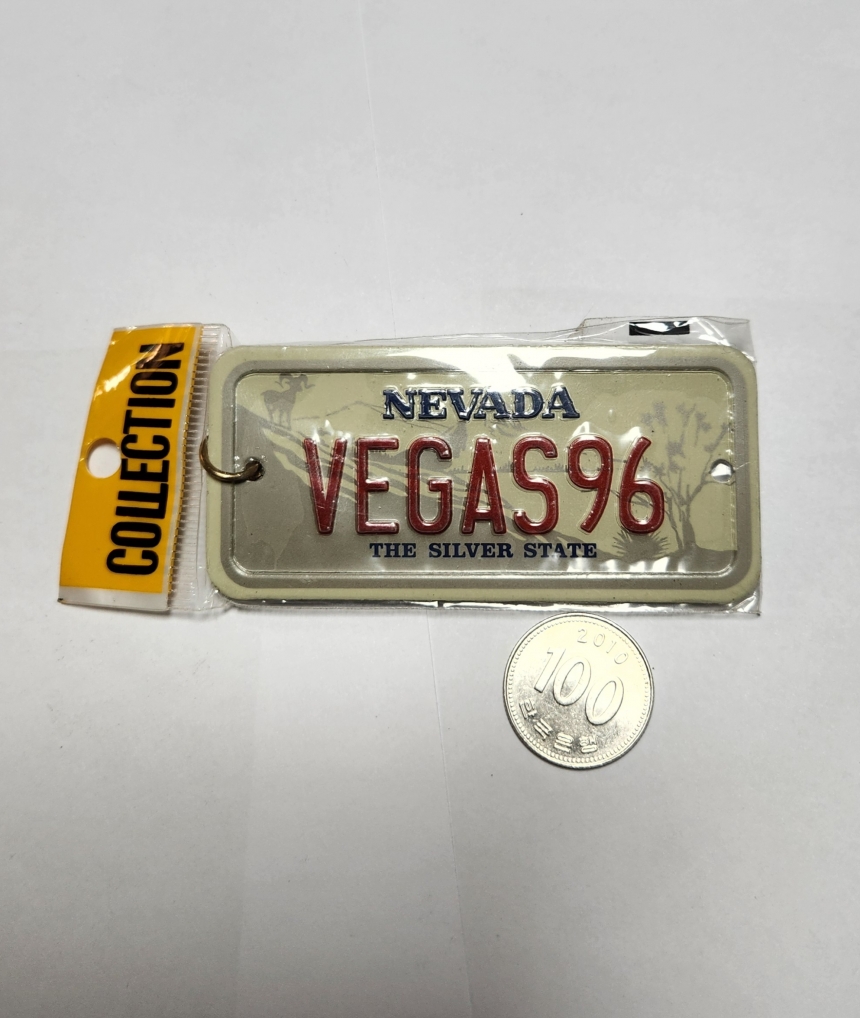 COLLECTION
NEVADA
VEGAS96
THE SILVER STATE
2010
100
한국은행